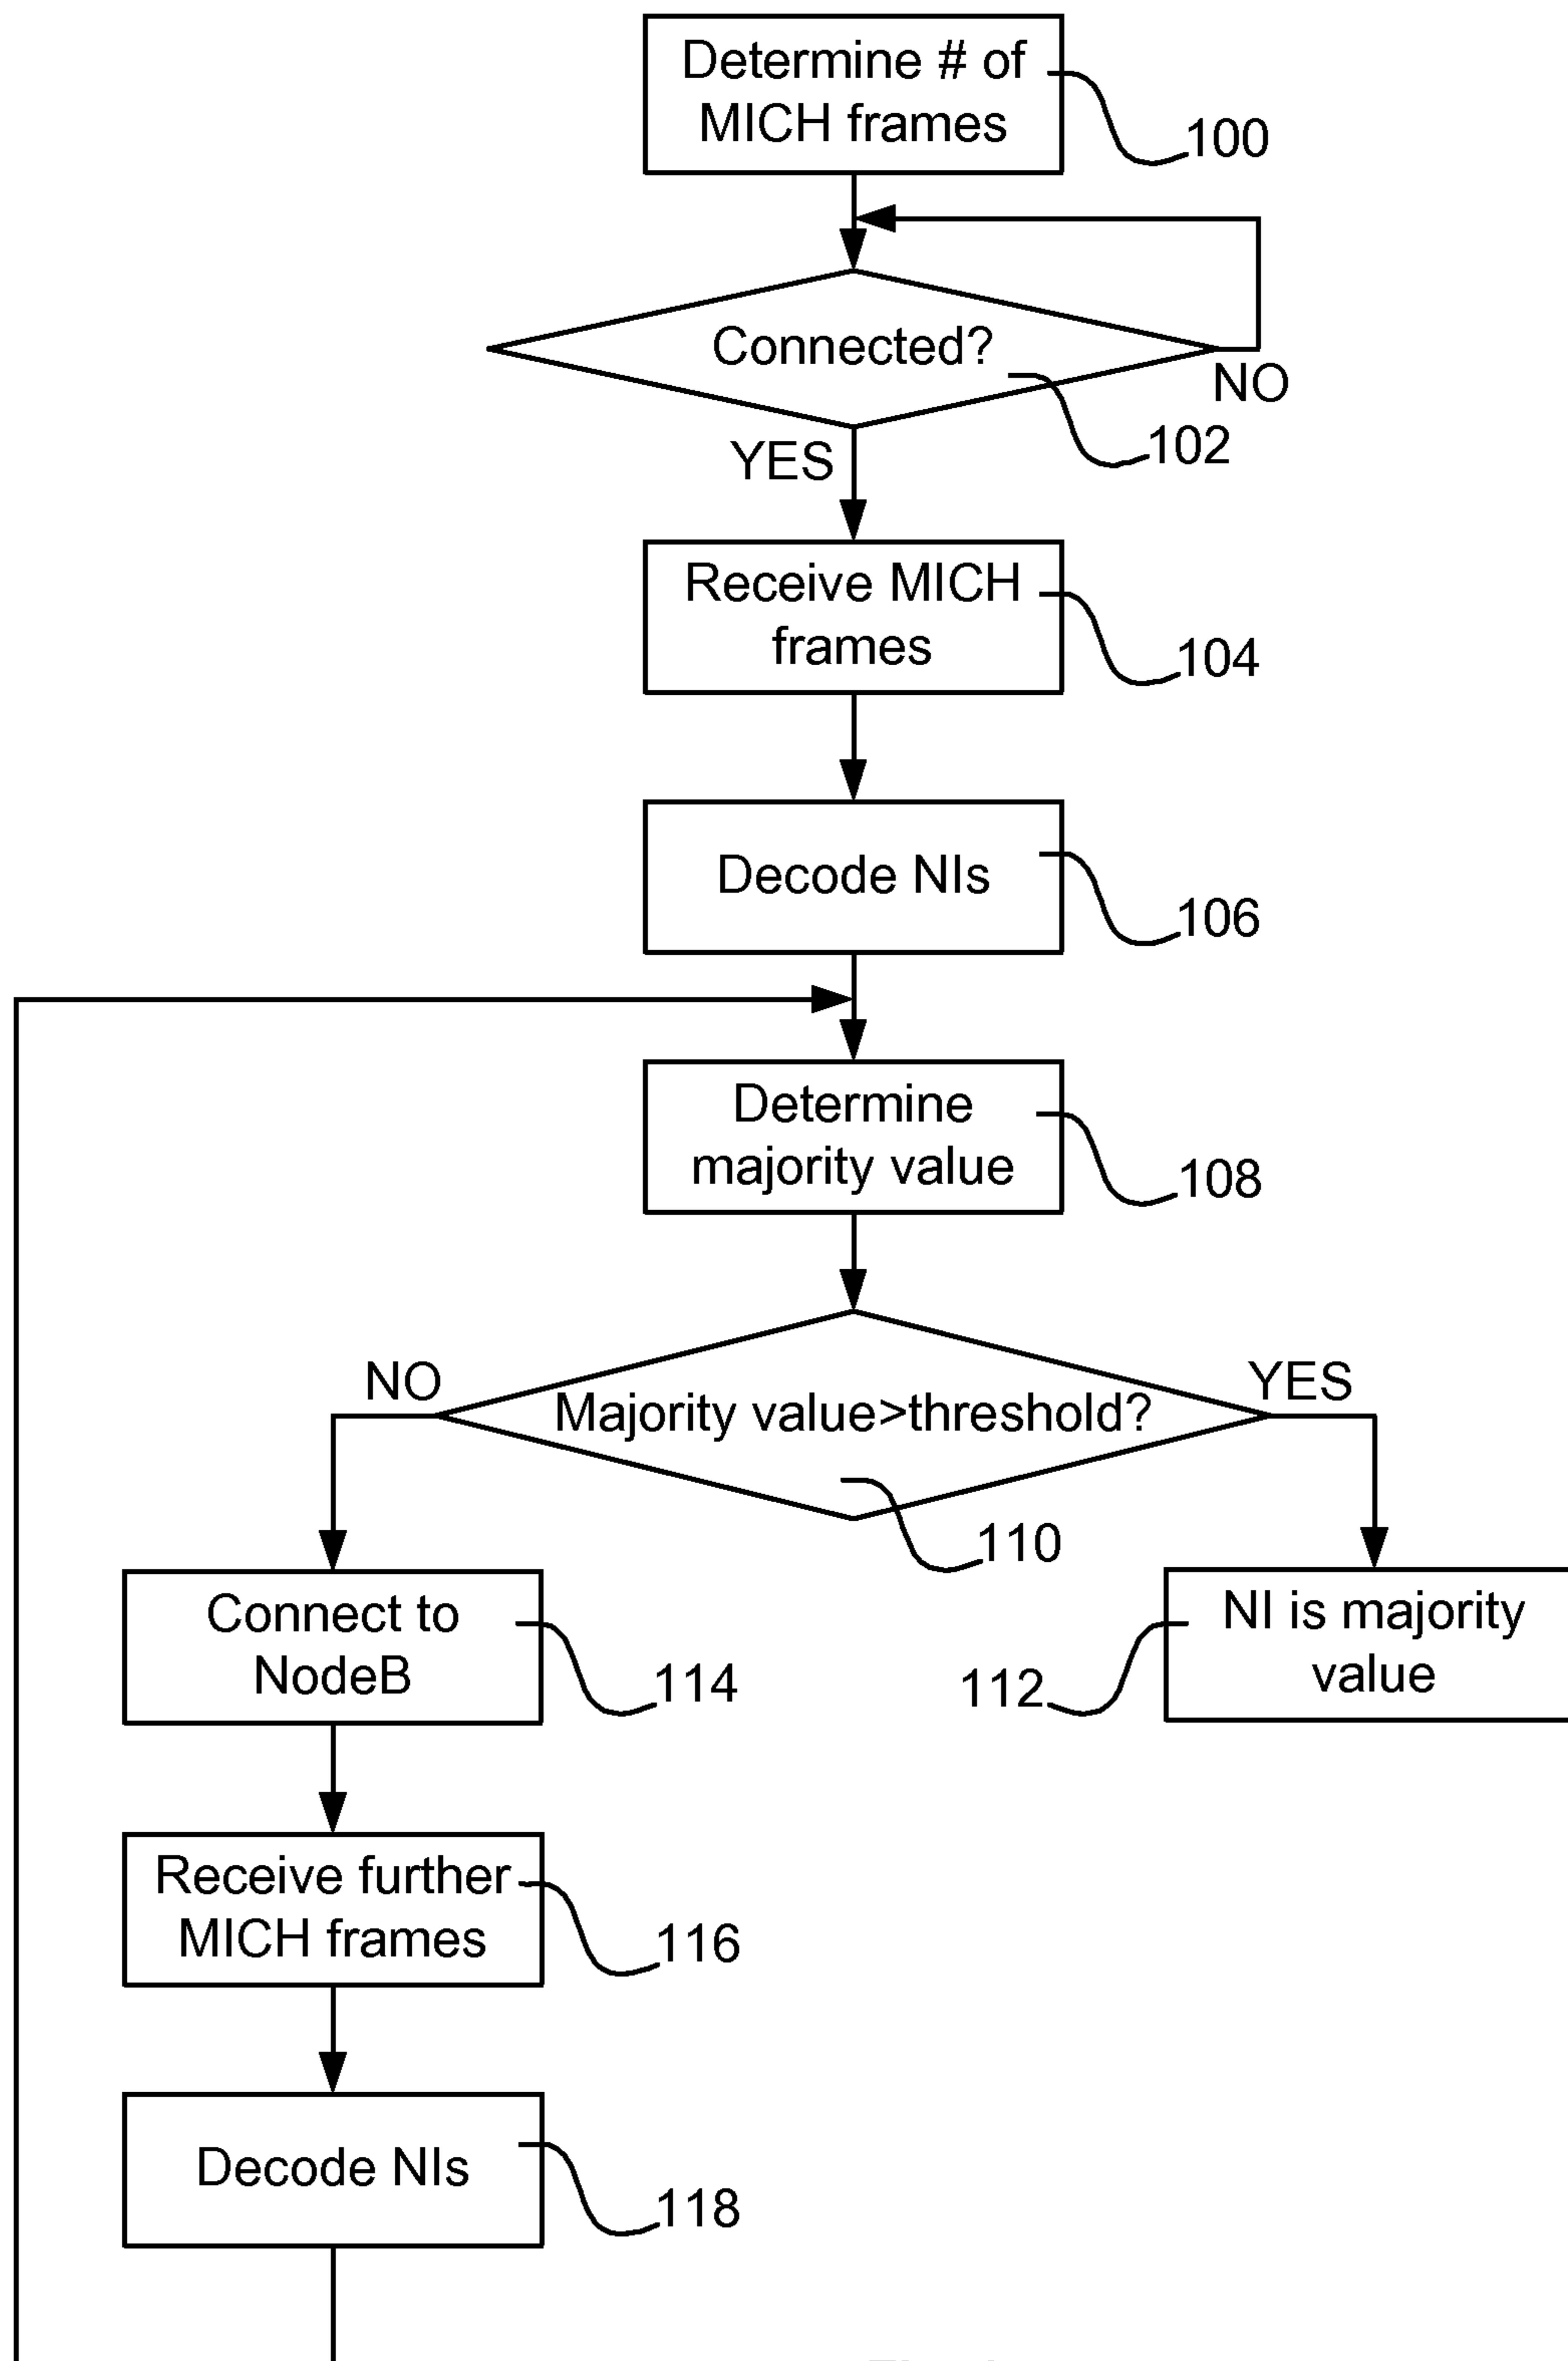 Determine # of
MICH frames
100
Connected?
NO
102
YES
Receive MICH
frames
104
Decode NIs
106
Determine
majority value
108
NO
YES
Majority value>threshold?
110
Connect to
NodeB
114
NI is majority
value
112
Receive further
MICH frames
116
Decode NIs
118